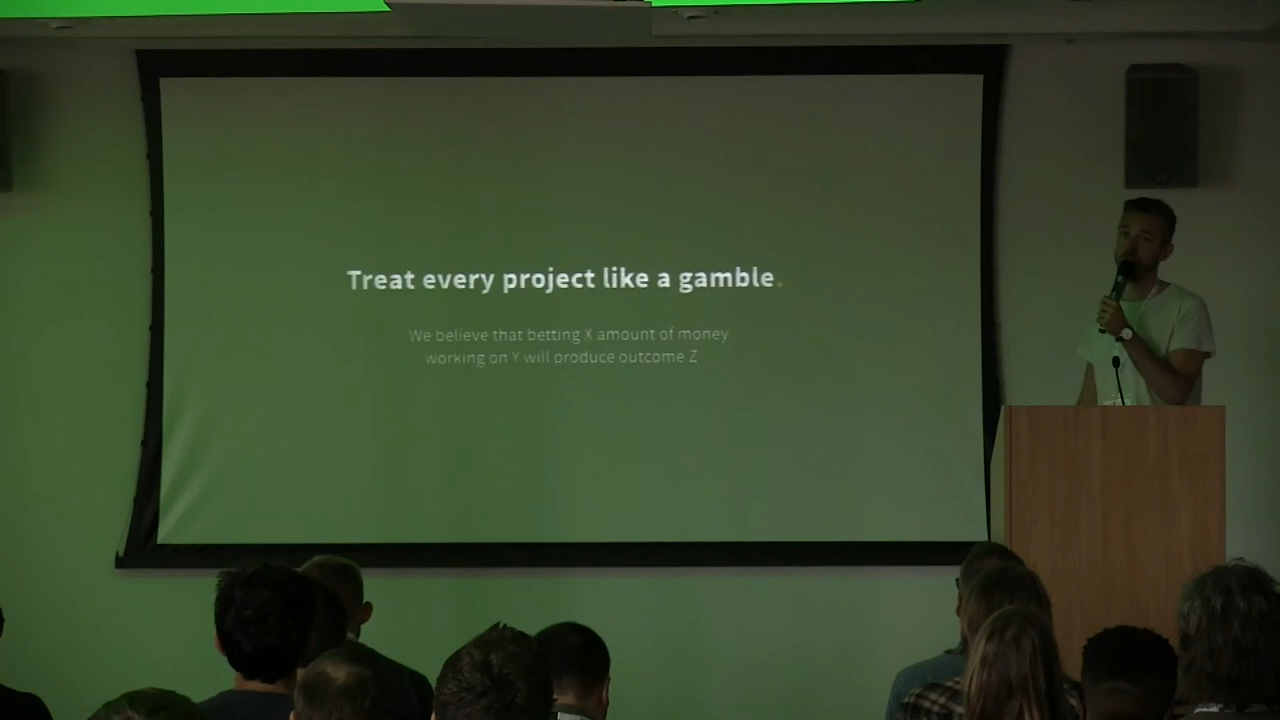 Treat every project like a gamble.
We believe that betting X amount of money
working on Y will produce outcome Z